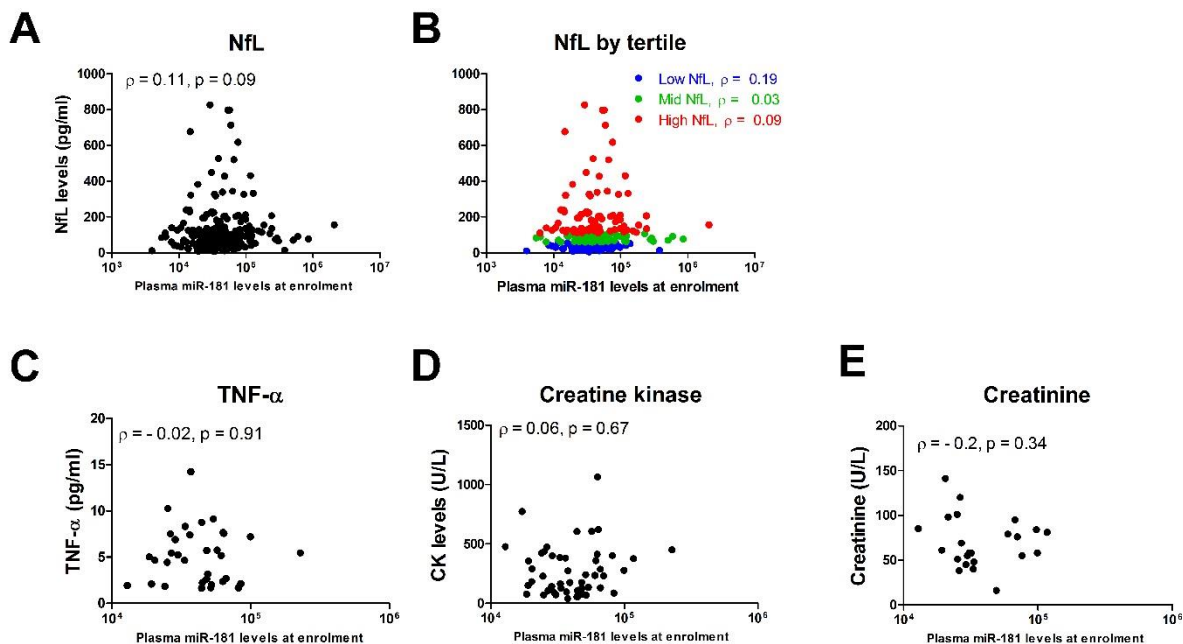 A
NfL
ρ = 0.11, p = 0.09
NfL levels (pg/ml)
1000
800
600
400
200
0
10³ 10⁴ 10⁵ 10⁶ 10⁷
Plasma miR-181 levels at enrolment
B
NfL by tertile
Low NfL, ρ = 0.19
Mid NfL, ρ = 0.03
High NfL, ρ = 0.09
1000
800
600
400
200
0
10³ 10⁴ 10⁵ 10⁶ 10⁷
Plasma miR-181 levels at enrolment
C
TNF-α
ρ = - 0.02, p = 0.91
TNF-α (pg/ml)
20
15
10
5
0
10⁴ 10⁵ 10⁶
Plasma miR-181 levels at enrolment
D
Creatine kinase
ρ = 0.06, p = 0.67
CK levels (U/L)
1500
1000
500
0
10⁴ 10⁵ 10⁶
Plasma miR-181 levels at enrolment
E
Creatinine
ρ = - 0.2, p = 0.34
Creatinine (U/L)
200
150
100
50
0
10⁴ 10⁵ 10⁶
Plasma miR-181 levels at enrolment